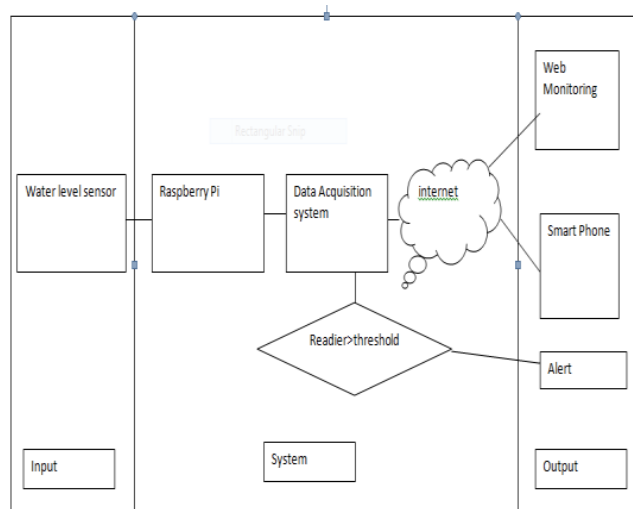 Web
Monitoring
Rectangular Snip
Water level sensor
Raspberry Pi
Data Acquisition
system
internet
Smart Phone
Readier>threshold
Alert
Input
System
Output